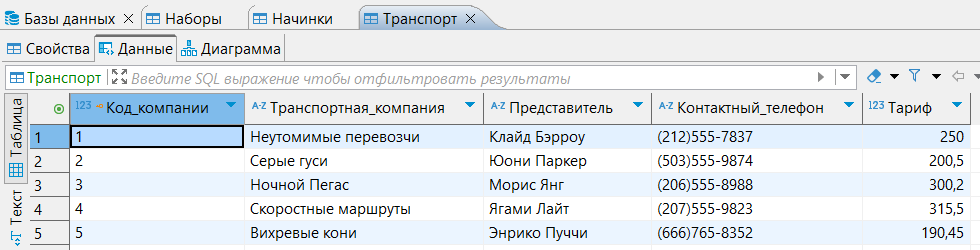 Базы данных Наборы Начинки Транспорт
Свойства Данные Диаграмма
Транспорт Введите SQL выражение чтобы отфильтровать результаты
Таблица
Текст
123 Код_компании A-Z Транспортная_компания A-Z Представитель A-Z Контактный_телефон 123 Тариф
1 1 Неутомимые перевозчи Клайд Бэрроу (212)555-7837 250
2 2 Серые гуси Юони Паркер (503)555-9874 200,5
3 3 Ночной Пегас Морис Янг (206)555-8988 300,2
4 4 Скоростные маршруты Ягами Лайт (207)555-9823 315,5
5 5 Вихревые кони Энрико Пуччи (666)765-8352 190,45